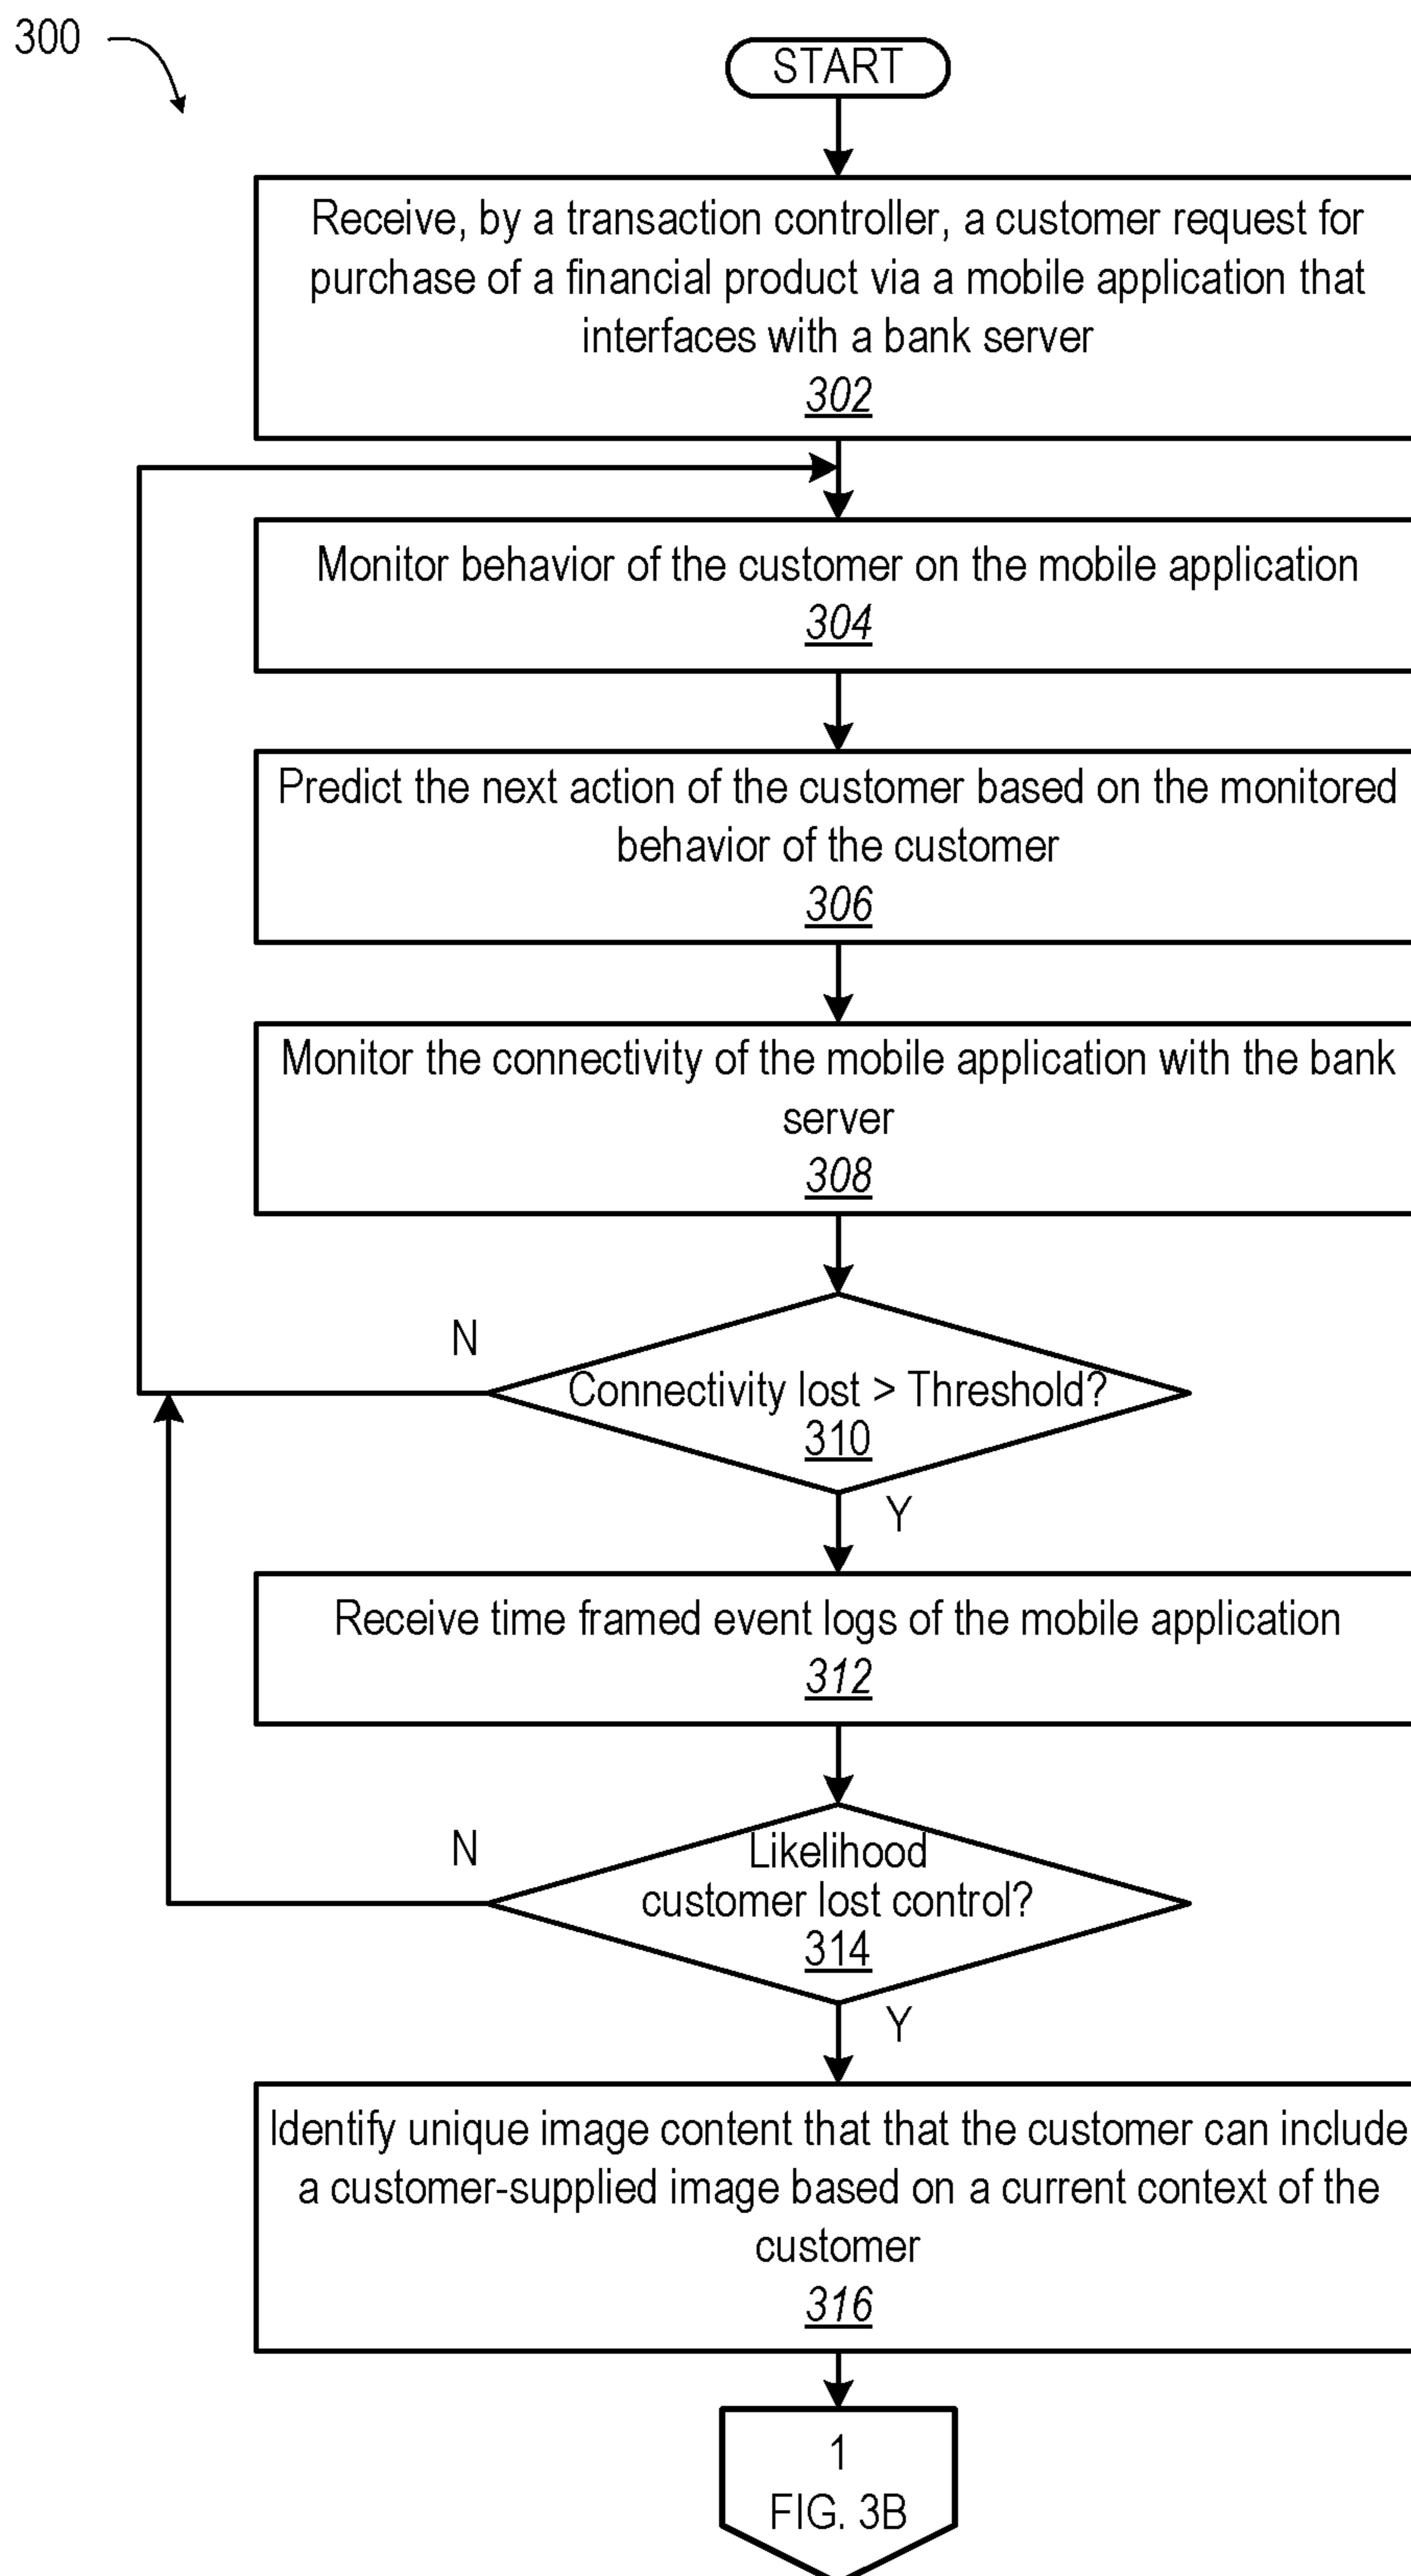 300
START
Receive, by a transaction controller, a customer request for
purchase of a financial product via a mobile application that
interfaces with a bank server
302
Monitor behavior of the customer on the mobile application
304
Predict the next action of the customer based on the monitored
behavior of the customer
306
Monitor the connectivity of the mobile application with the bank
server
308
N
Connectivity lost > Threshold?
310
Y
Receive time framed event logs of the mobile application
312
N
Likelihood
customer lost control?
314
Y
Identify unique image content that that the customer can include
a customer-supplied image based on a current context of the
customer
316
1
FIG. 3B